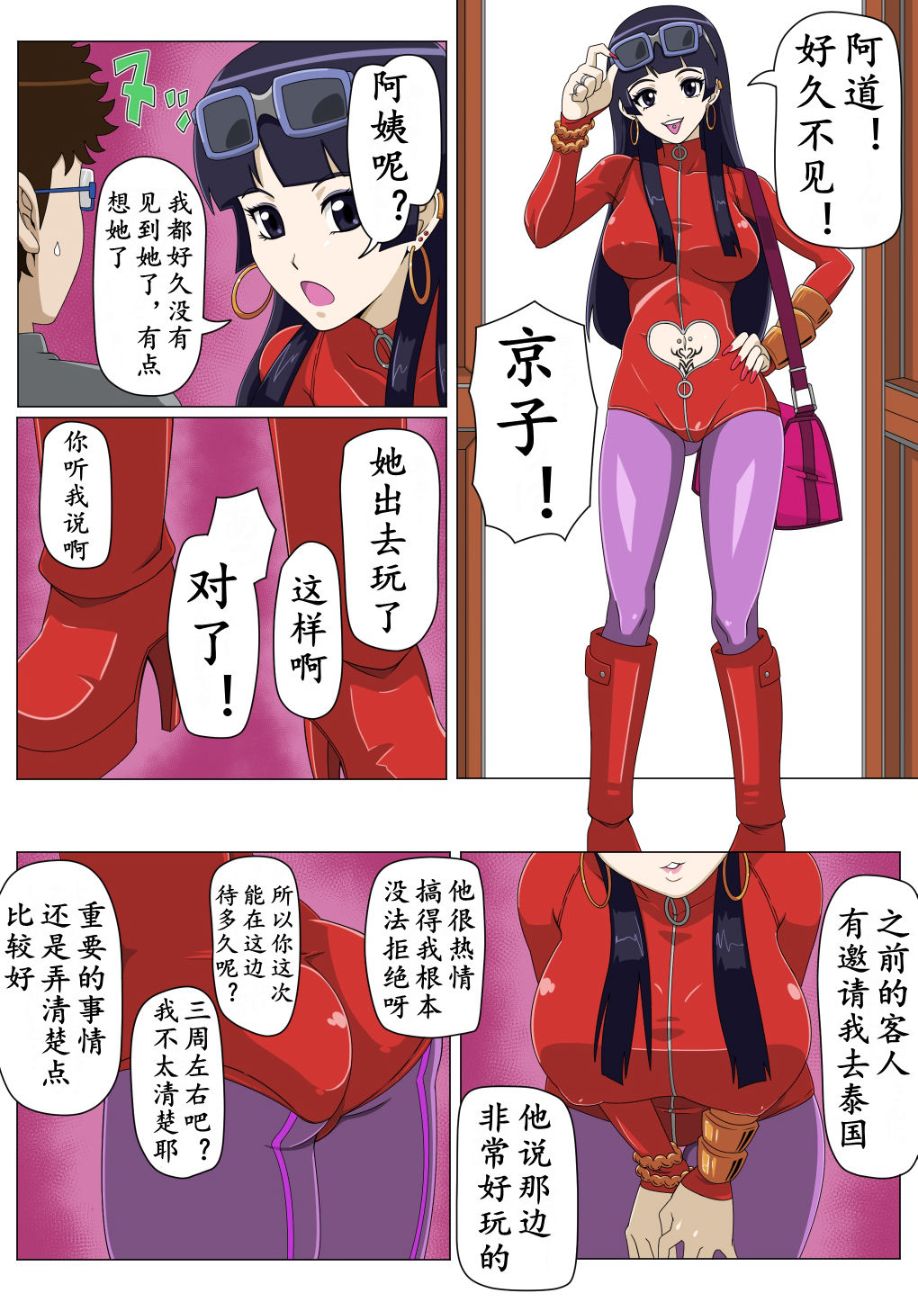 阿道！
好久不见！
京子！
阿姨呢？
我都好久没有
见到她了，有点
想她了
ヌッ
她出去玩了
这样啊
对了！
你听我说啊
之前的客人
有邀请我去泰国
他说那边
非常好玩的
他很热情
搞得我根本
没法拒绝呀
所以你这次
能在这边
待多久呢？
三周左右吧？
我不太清楚耶
重要的事情
还是弄清楚点
比较好